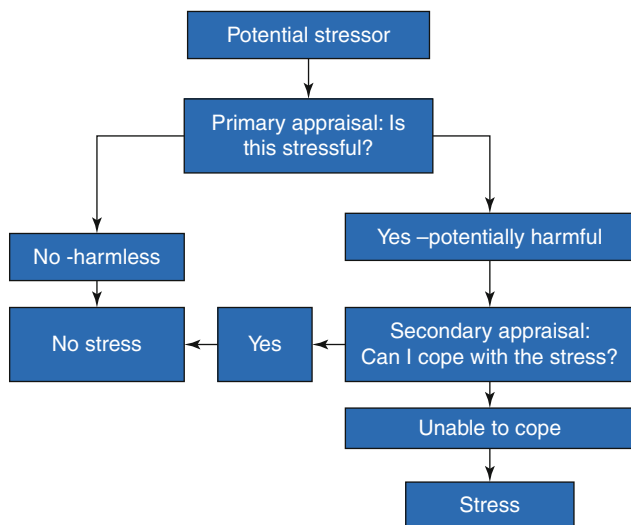 Potential stressor
Primary appraisal: Is
this stressful?
No -harmless
Yes –potentially harmful
No stress
Yes
Secondary appraisal:
Can I cope with the stress?
Unable to cope
Stress